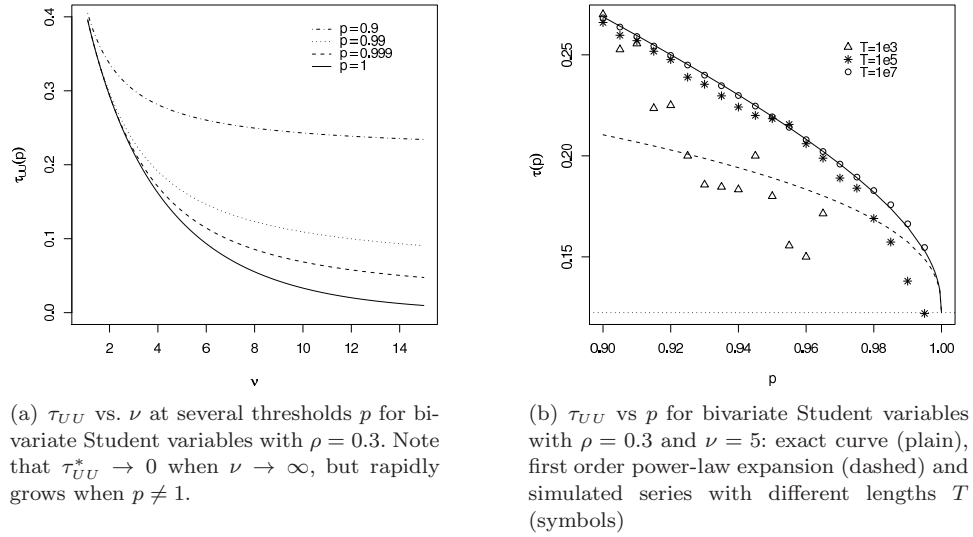 0.4
0.3
0.2
0.1
0.0
τUU(p)
p=0.9
p=0.99
p=0.999
p=1
2 4 6 8 10 12 14
ν
0.25
0.20
0.15
τ(p)
T=1e3
T=1e5
T=1e7
0.90 0.92 0.94 0.96 0.98 1.00
p
(a) τUU vs. ν at several thresholds p for bi-
variate Student variables with ρ = 0.3. Note
that τ*UU → 0 when ν → ∞, but rapidly
grows when p ≠ 1.
(b) τUU vs p for bivariate Student variables
with ρ = 0.3 and ν = 5: exact curve (plain),
first order power-law expansion (dashed) and
simulated series with different lengths T
(symbols)